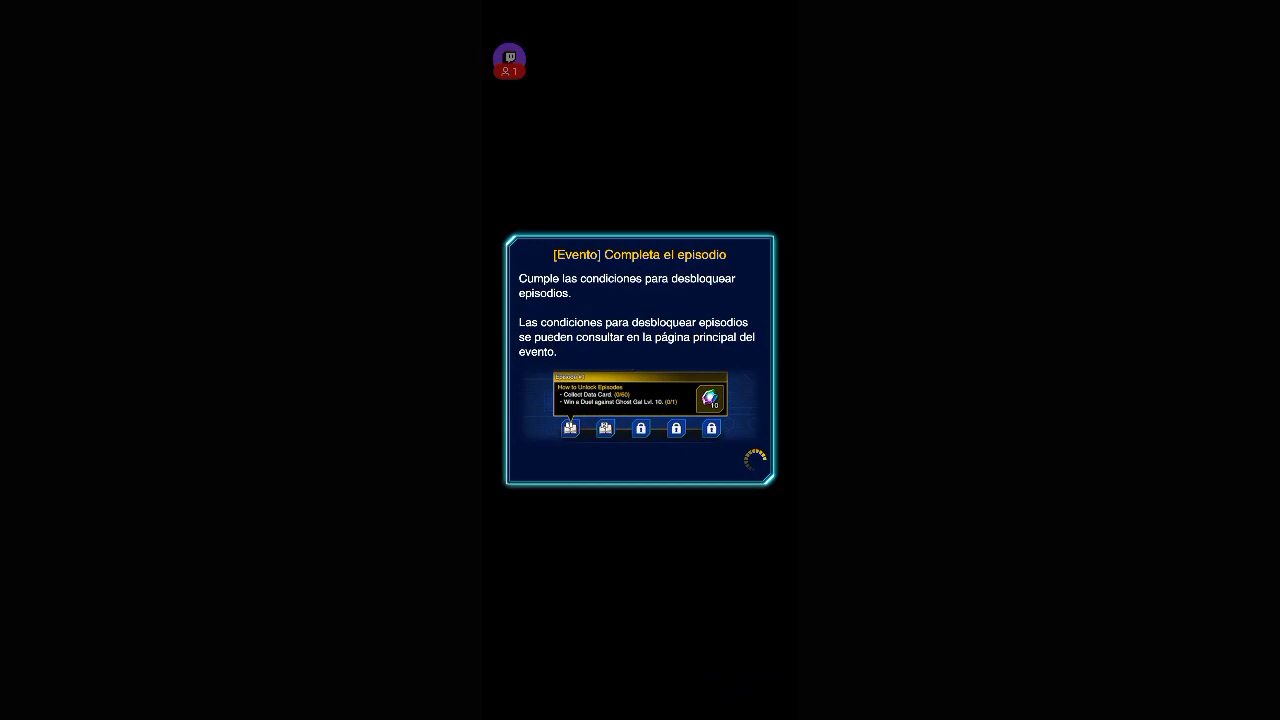 1
[Evento] Completa el episodio
Cumple las condiciones para desbloquear
episodios.
Las condiciones para desbloquear episodios
se pueden consultar en la página principal del
evento.
Episode #1
How to Unlock Episodes
・Collect Data Card. (0/60)
・Win a Duel against Ghost Gal Lvl. 10. (0/1)
10